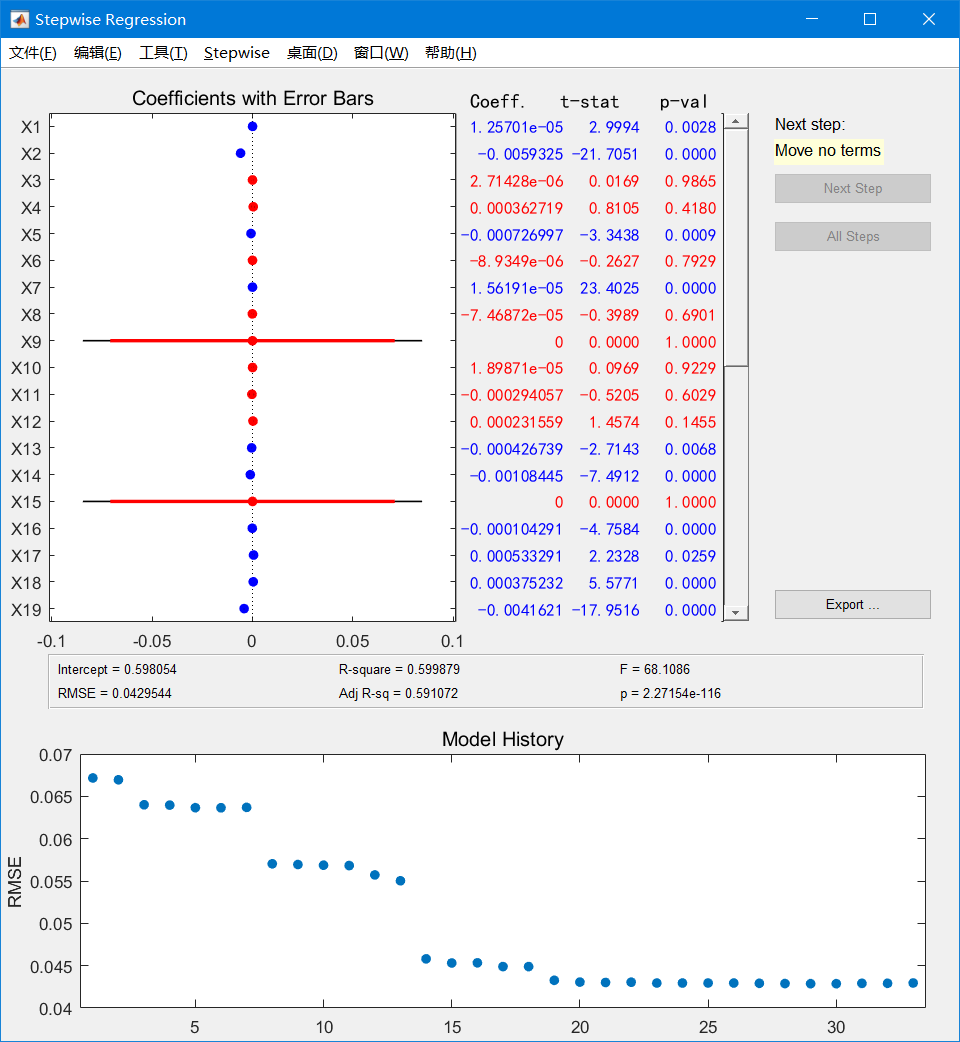 Stepwise Regression
文件(F) 编辑(E) 工具(T) Stepwise 桌面(D) 窗口(W) 帮助(H)
Coefficients with Error Bars Coeff. t-stat p-val
X1 1.25701e-05 2.9994 0.0028
X2 -0.0059325 -21.7051 0.0000
X3 2.71428e-06 0.0169 0.9865
X4 0.000362719 0.8105 0.4180
X5 -0.000726997 -3.3438 0.0009
X6 -8.9349e-06 -0.2627 0.7929
X7 1.56191e-05 23.4025 0.0000
X8 -7.46872e-05 -0.3989 0.6901
X9 0 0.0000 1.0000
X10 1.89871e-05 0.0969 0.9229
X11 -0.000294057 -0.5205 0.6029
X12 0.000231559 1.4574 0.1455
X13 -0.000426739 -2.7143 0.0068
X14 -0.00108445 -7.4912 0.0000
X15 0 0.0000 1.0000
X16 -0.000104291 -4.7584 0.0000
X17 0.000533291 2.2328 0.0259
X18 0.000375232 5.5771 0.0000
X19 -0.0041621 -17.9516 0.0000
-0.1 -0.05 0 0.05 0.1
Next step:
Move no terms
Next Step
All Steps
Export ...
Intercept = 0.598054 R-square = 0.599879 F = 68.1086
RMSE = 0.0429544 Adj R-sq = 0.591072 p = 2.27154e-116
Model History
RMSE
0.07
0.065
0.06
0.055
0.05
0.045
0.04
5 10 15 20 25 30